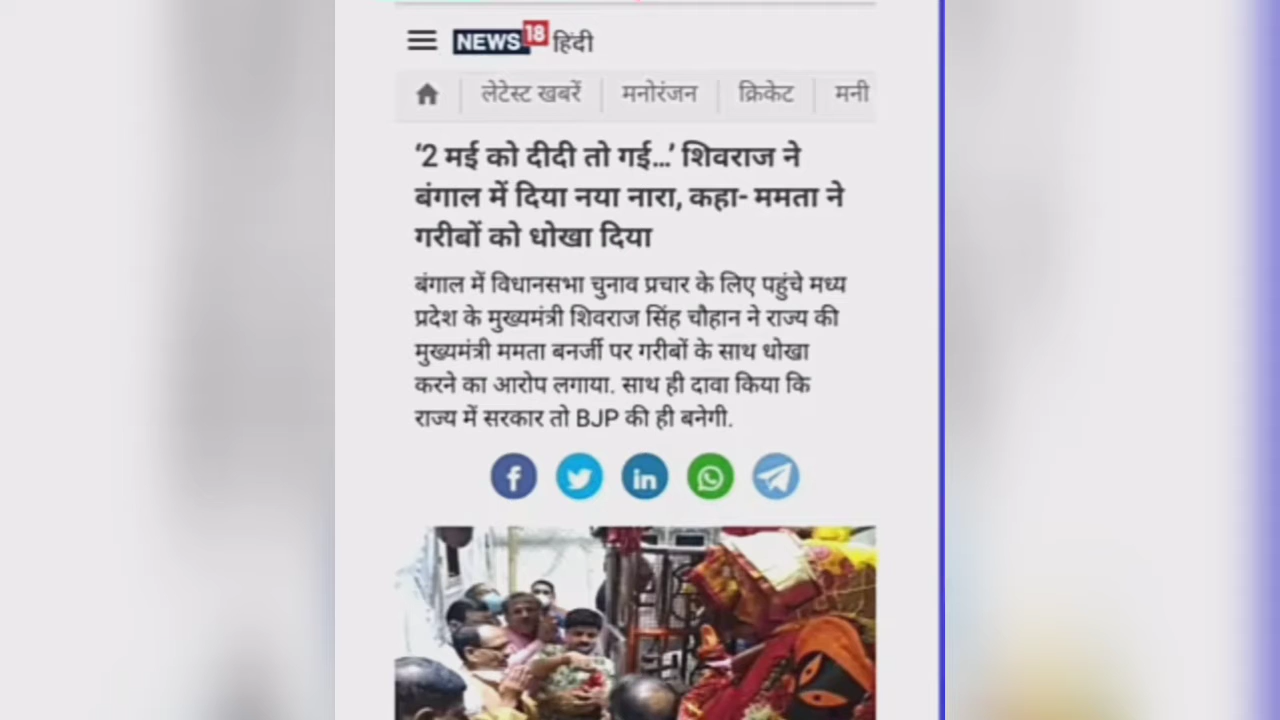 NEWS18 हिंदी
लेटेस्ट खबरें मनोरंजन क्रिकेट मनी
‘2 मई को दीदी तो गई...’ शिवराज ने
बंगाल में दिया नया नारा, कहा- ममता ने
गरीबों को धोखा दिया
बंगाल में विधानसभा चुनाव प्रचार के लिए पहुंचे मध्य
प्रदेश के मुख्यमंत्री शिवराज सिंह चौहान ने राज्य की
मुख्यमंत्री ममता बनर्जी पर गरीबों के साथ धोखा
करने का आरोप लगाया. साथ ही दावा किया कि
राज्य में सरकार तो BJP की ही बनेगी.